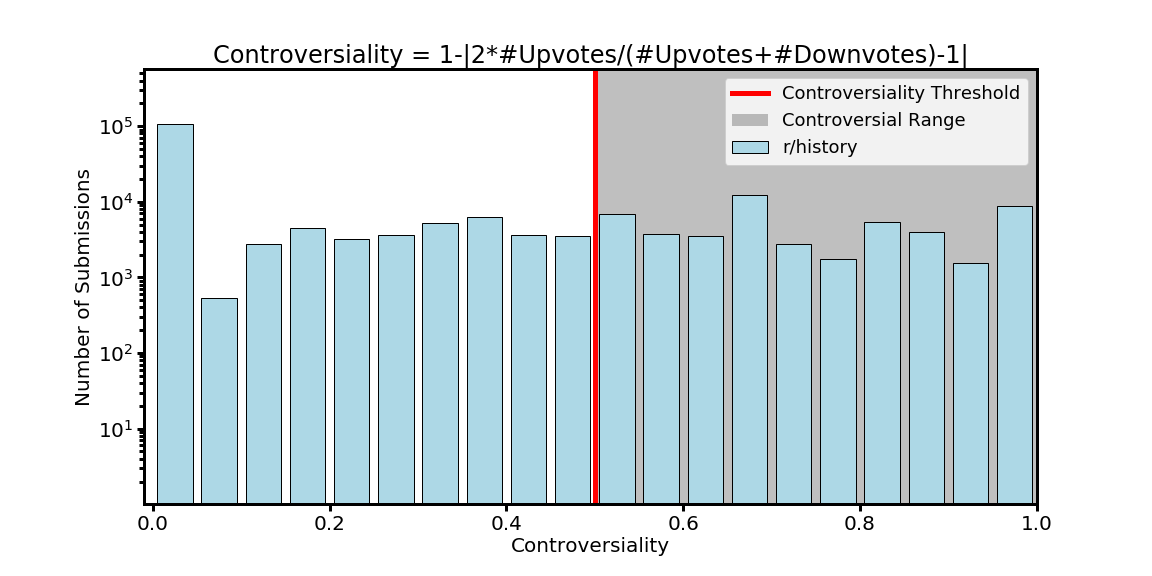 Controversiality = 1-|2*#Upvotes/(#Upvotes+#Downvotes)-1|
Controversiality Threshold
Controversial Range
r/history
Number of Submissions
10⁵
10⁴
10³
10²
10¹
0.0 0.2 0.4 0.6 0.8 1.0
Controversiality